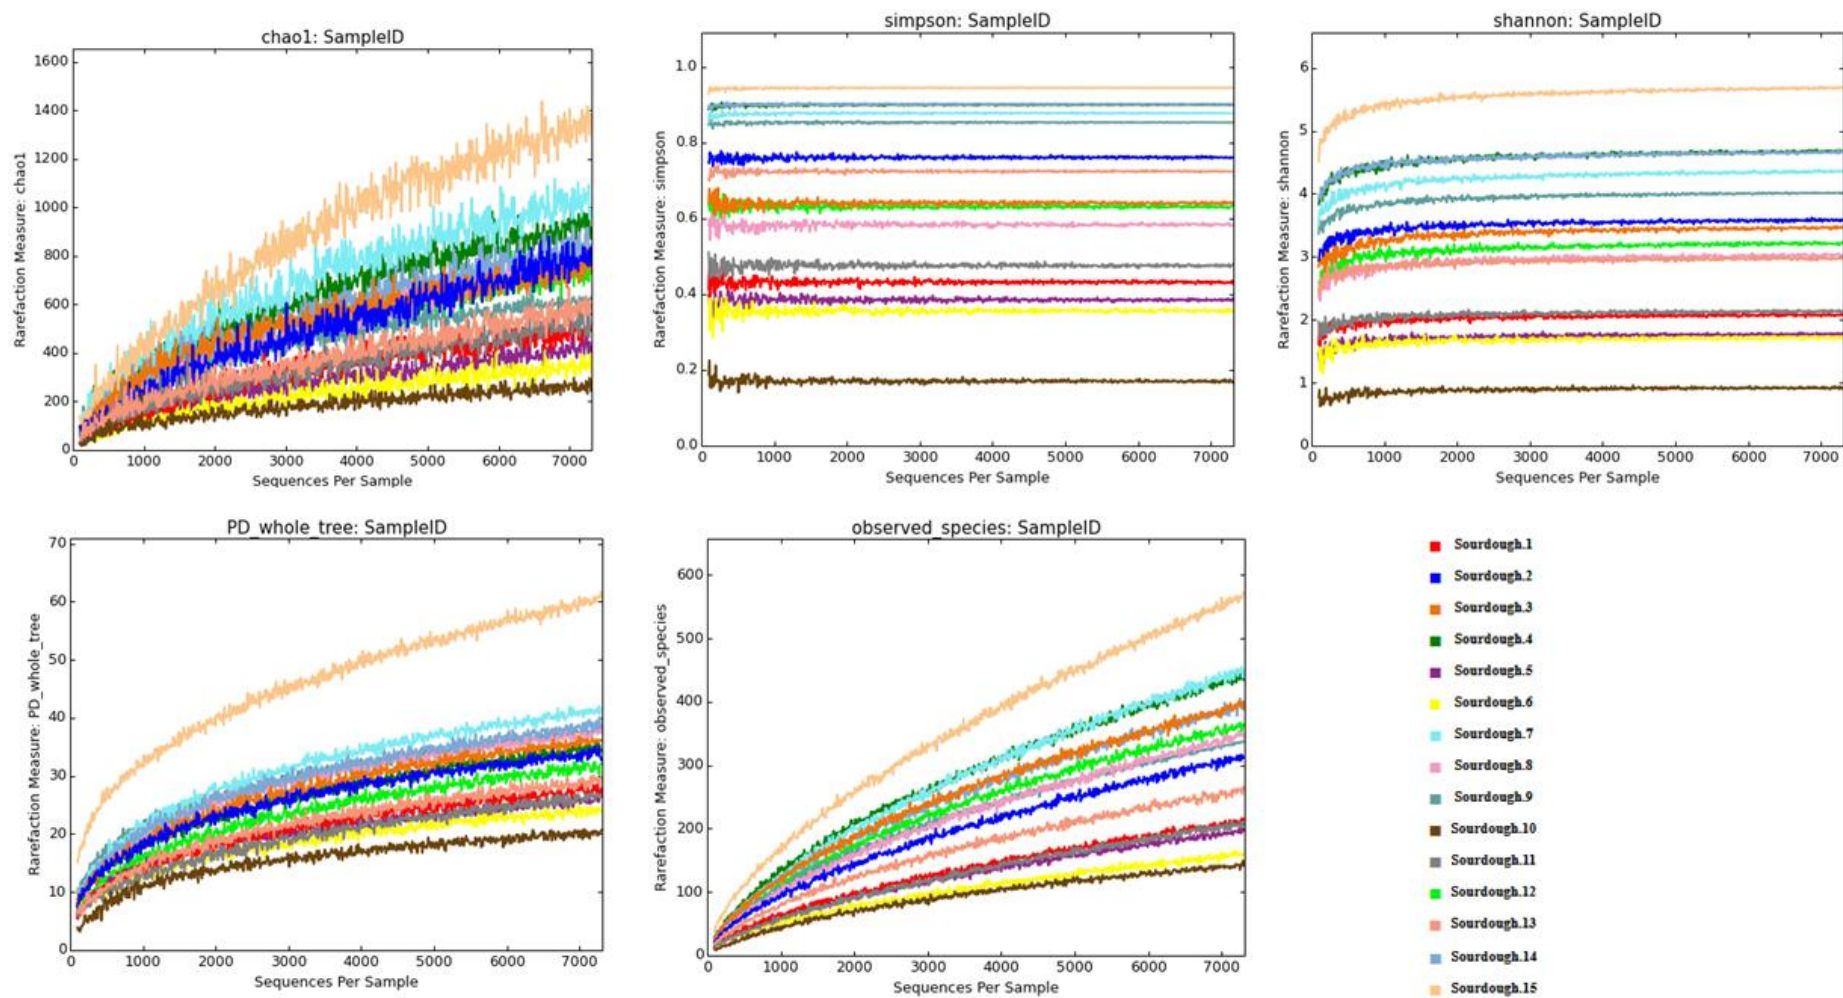 chao1: SampleID
1600
1400
1200
1000
800
600
400
200
0
Rarefaction Measure: chao1
0 1000 2000 3000 4000 5000 6000 7000
Sequences Per Sample
simpson: SampleID
1.0
0.8
0.6
0.4
0.2
0.0
Rarefaction Measure: simpson
0 1000 2000 3000 4000 5000 6000 7000
Sequences Per Sample
shannon: SampleID
6
5
4
3
2
1
0
Rarefaction Measure: shannon
0 1000 2000 3000 4000 5000 6000 7000
Sequences Per Sample
PD_whole_tree: SampleID
70
60
50
40
30
20
10
0
Rarefaction Measure: PD_whole_tree
0 1000 2000 3000 4000 5000 6000 7000
Sequences Per Sample
observed_species: SampleID
600
500
400
300
200
100
0
Rarefaction Measure: observed_species
0 1000 2000 3000 4000 5000 6000 7000
Sequences Per Sample
Sourdough.1
Sourdough.2
Sourdough.3
Sourdough.4
Sourdough.5
Sourdough.6
Sourdough.7
Sourdough.8
Sourdough.9
Sourdough.10
Sourdough.11
Sourdough.12
Sourdough.13
Sourdough.14
Sourdough.15